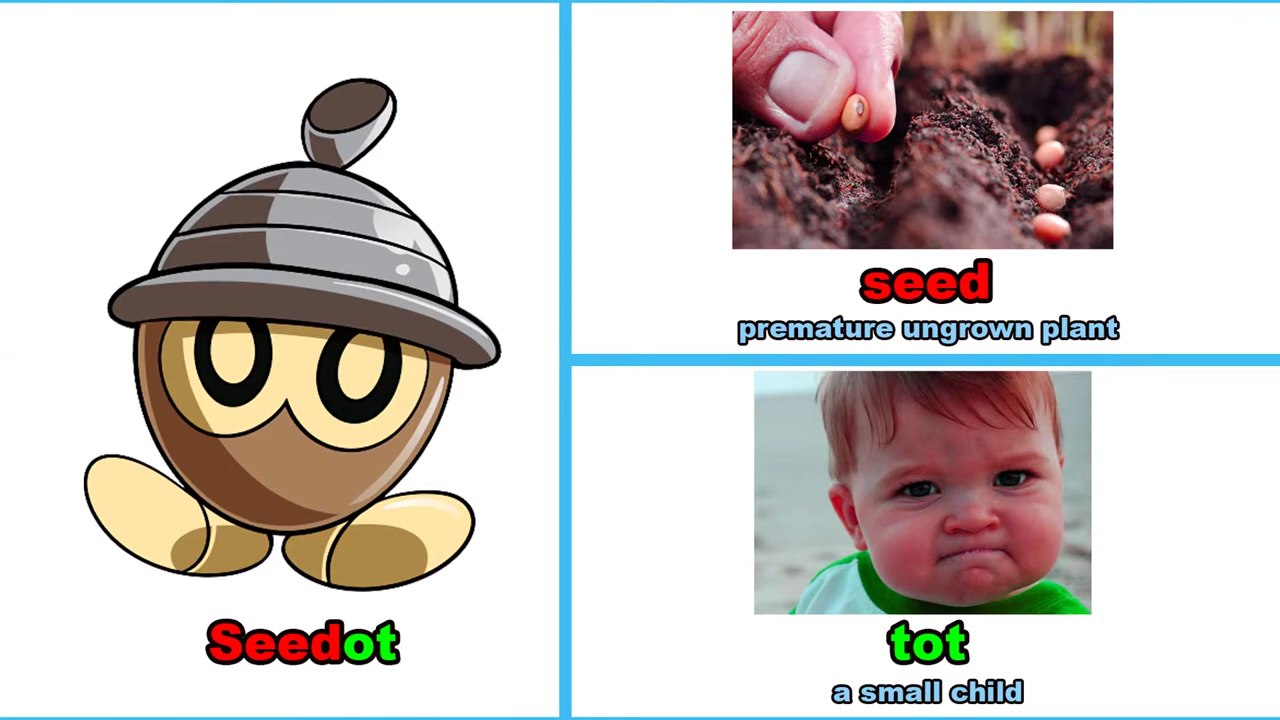 seed
premature ungrown plant
Seedot
tot
a small child